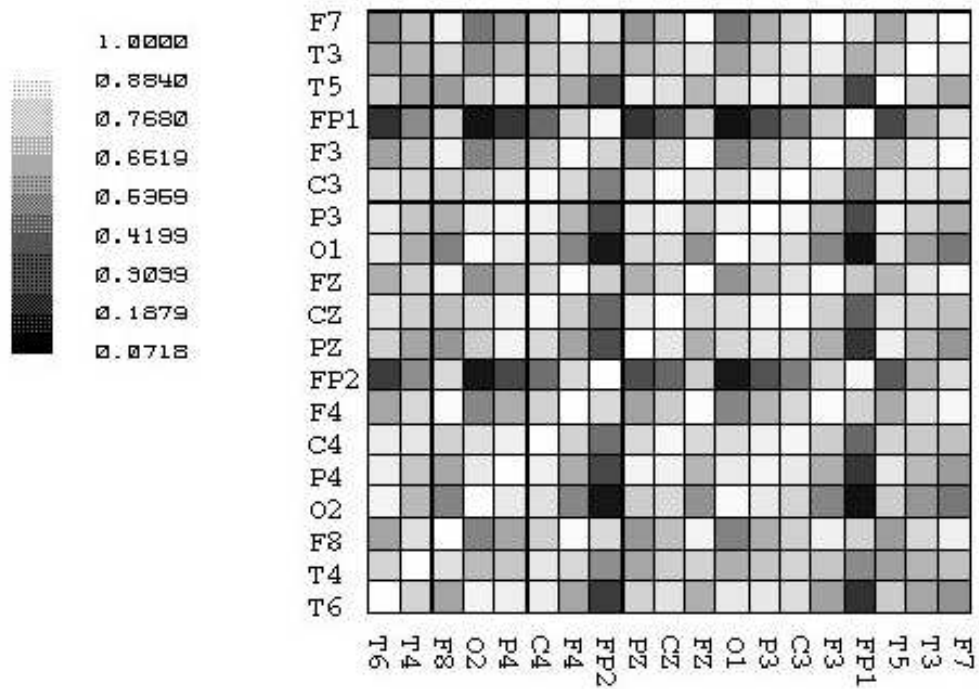 1.0000
0.8840
0.7680
0.6519
0.5359
0.4199
0.3039
0.1879
0.0718
F7
T3
T5
FP1
F3
C3
P3
O1
FZ
CZ
PZ
FP2
F4
C4
P4
O2
F8
T4
T6
T6 T4 F8 O2 P4 C4 F4 FP2 PZ CZ FZ O1 P3 C3 F3 FP1 T5 T3 F7